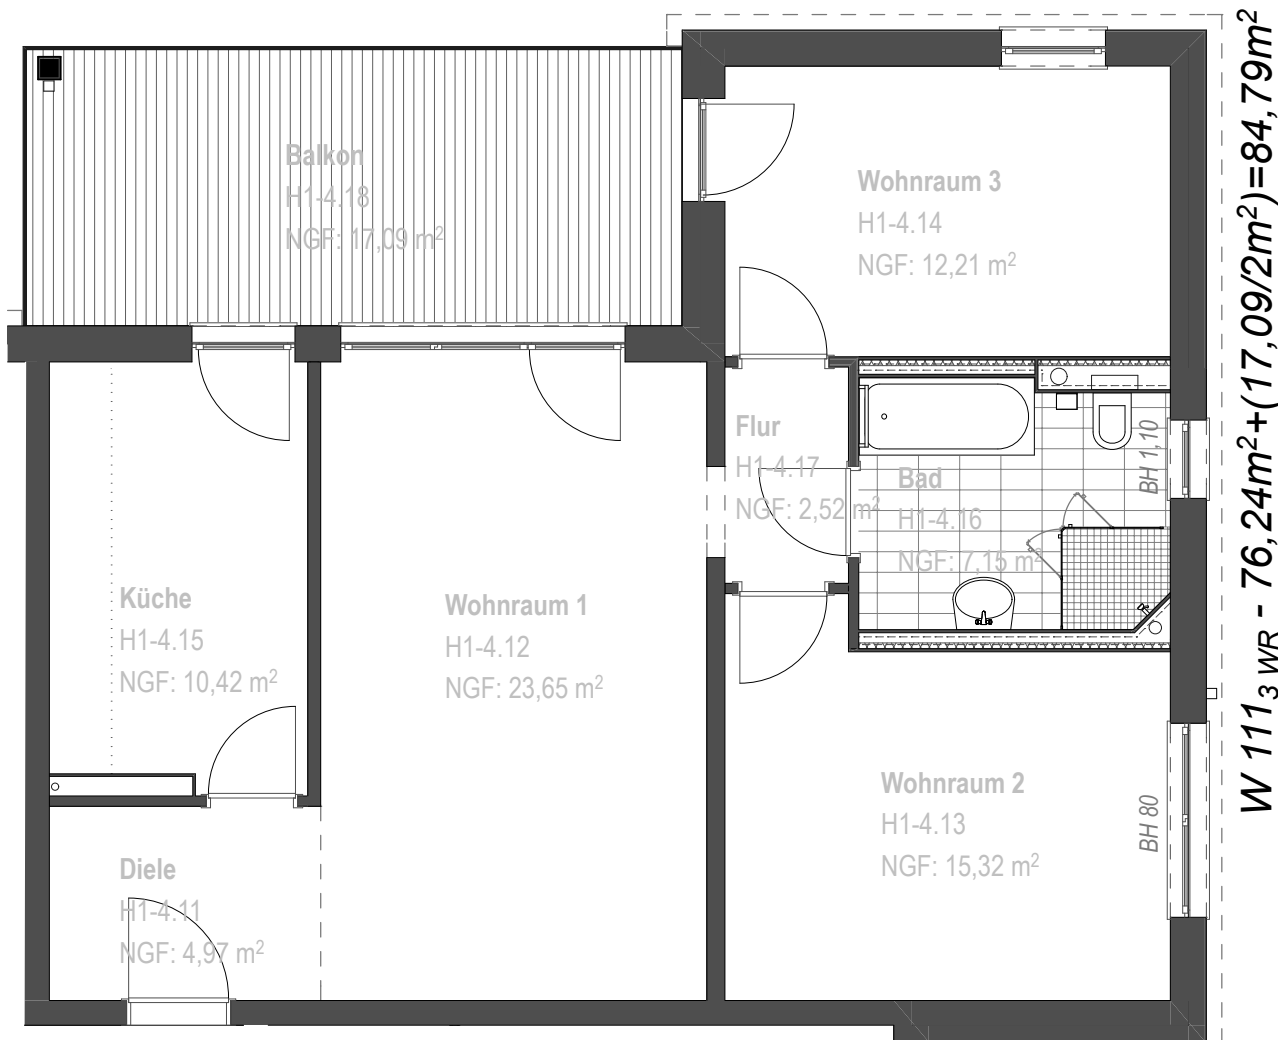 Balkon
H1-4.18
NGF: 17,09 m²
Wohnraum 3
H1-4.14
NGF: 12,21 m²
Flur
H1-4.17
NGF: 2,52 m²
Bad
H1-4.16
NGF: 7,15 m²
BH 1,10
Küche
H1-4.15
NGF: 10,42 m²
Wohnraum 1
H1-4.12
NGF: 23,65 m²
Wohnraum 2
H1-4.13
NGF: 15,32 m²
BH 80
Diele
H1-4.11
NGF: 4,97 m²
W 111₃ WR - 76,24m²+(17,09/2m²)=84,79m²